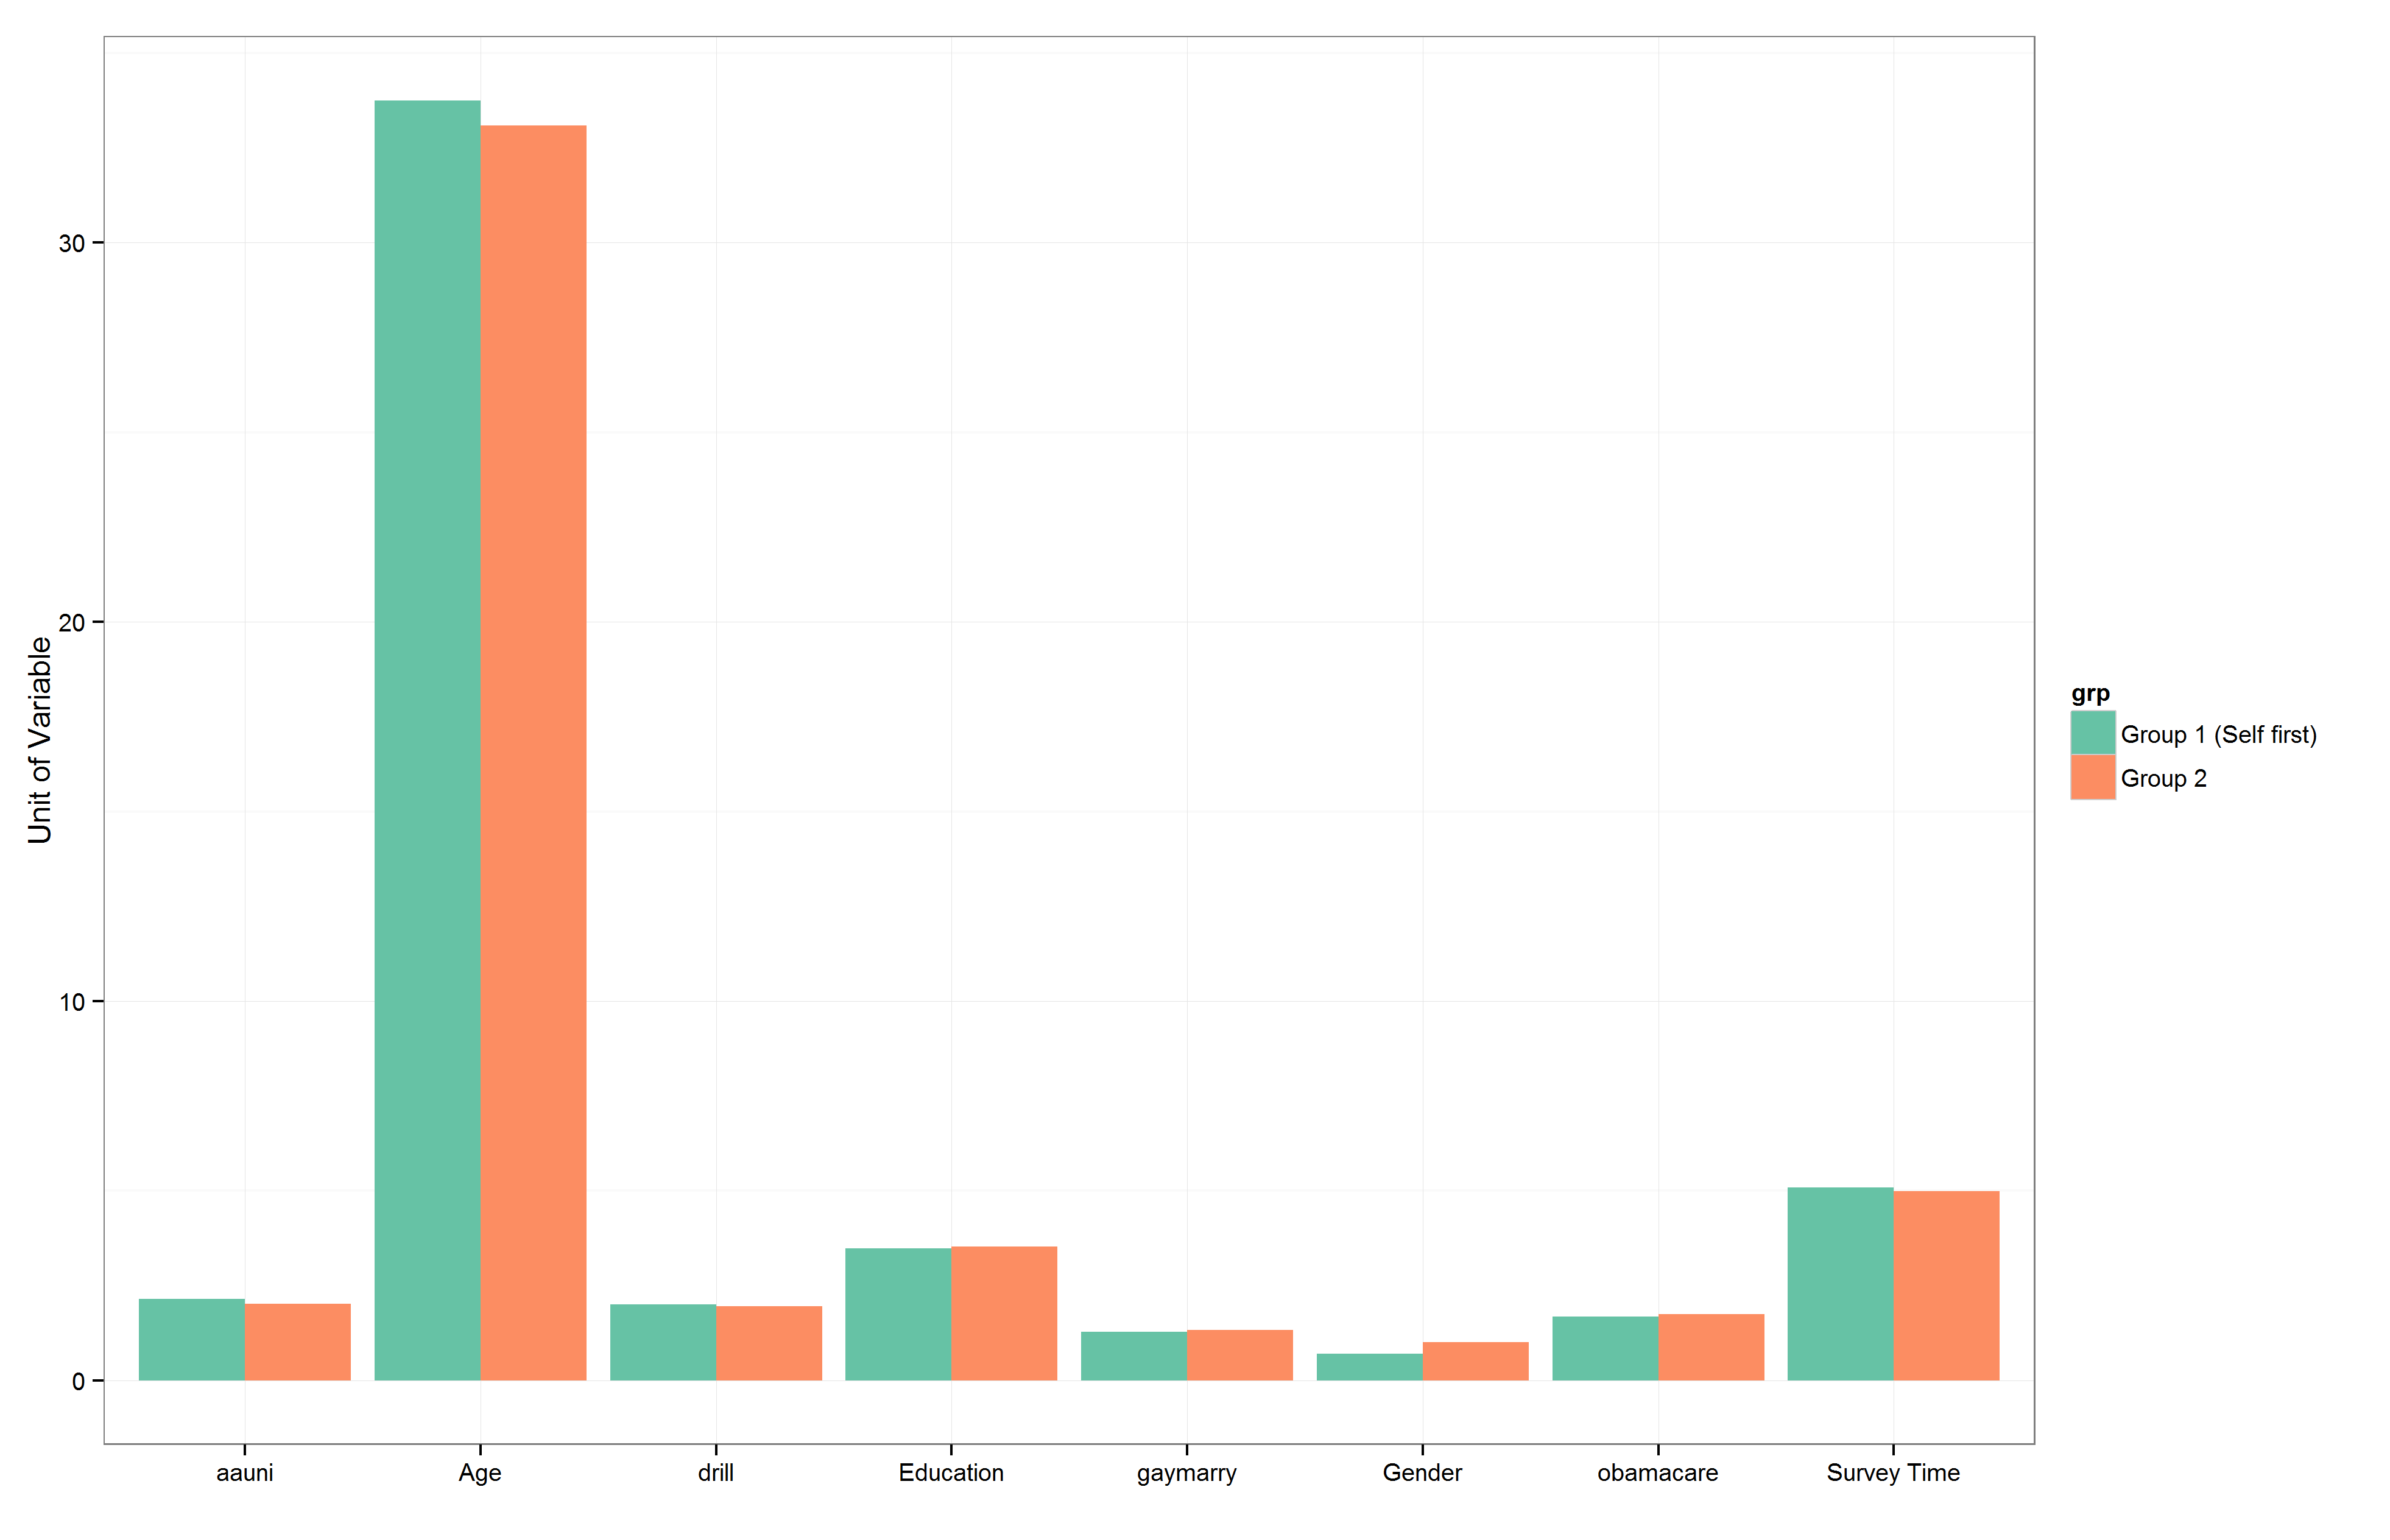 Unit of Variable
30
20
10
0
aauni Age drill Education gaymarry Gender obamacare Survey Time
grp
Group 1 (Self first)
Group 2